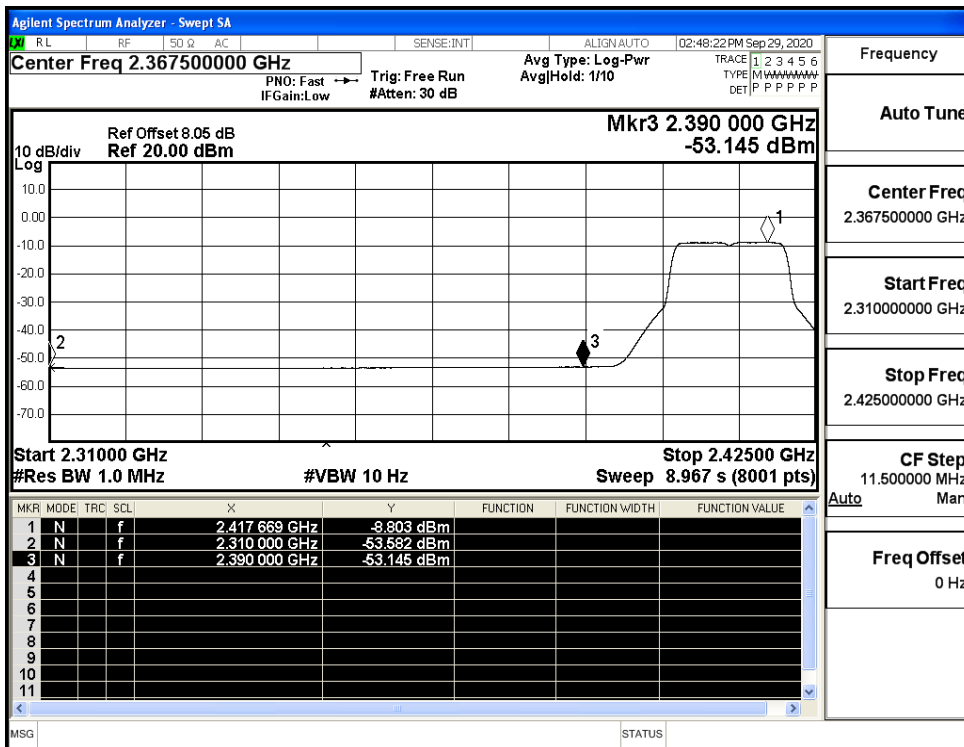 Agilent Spectrum Analyzer - Swept SA
LXI RL RF 50 Ω AC SENSE:INT ALIGNAUTO 02:48:22 PM Sep 29, 2020
Center Freq 2.367500000 GHz
PNO: Fast
IFGain:Low
Trig: Free Run
#Atten: 30 dB
Avg Type: Log-Pwr
Avg|Hold: 1/10
TRACE 1 2 3 4 5 6
TYPE M
DET P P P P P P
Ref Offset 8.05 dB
Ref 20.00 dBm
Mkr3 2.390 000 GHz
-53.145 dBm
10 dB/div
Log
10.0
0.00
-10.0
-20.0
-30.0
-40.0
-50.0
-60.0
-70.0
1
2
3
Start 2.31000 GHz
Stop 2.42500 GHz
#Res BW 1.0 MHz
#VBW 10 Hz
Sweep 8.967 s (8001 pts)
MKR MODE TRC SCL X Y FUNCTION FUNCTION WIDTH FUNCTION VALUE
1 N f 2.417 669 GHz -8.803 dBm
2 N f 2.310 000 GHz -53.582 dBm
3 N f 2.390 000 GHz -53.145 dBm
4
5
6
7
8
9
10
11
MSG
STATUS
Frequency
Auto Tune
Center Freq
2.367500000 GHz
Start Freq
2.310000000 GHz
Stop Freq
2.425000000 GHz
CF Step
11.500000 MHz
Auto Man
Freq Offset
0 Hz